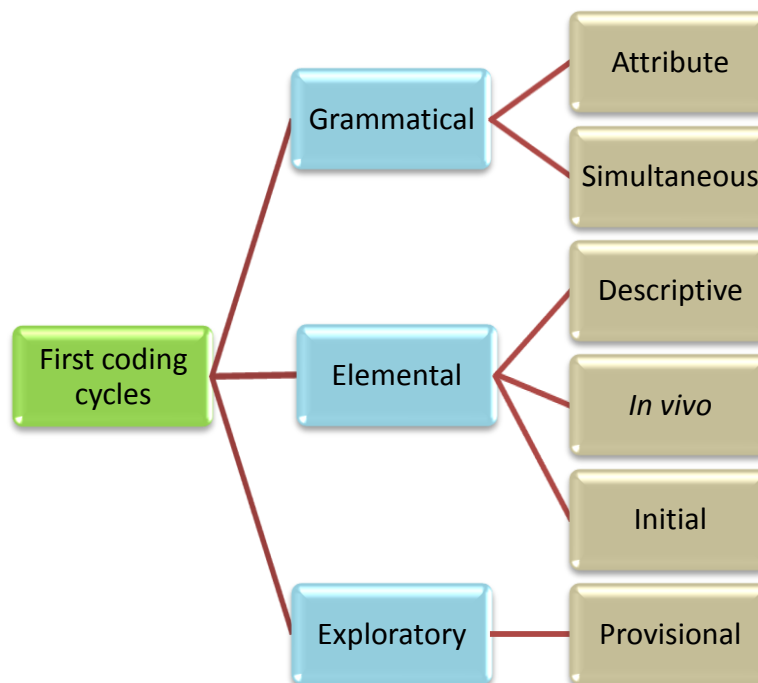 Attribute
Grammatical
Simultaneous
Descriptive
First coding
cycles
Elemental
In vivo
Initial
Exploratory
Provisional